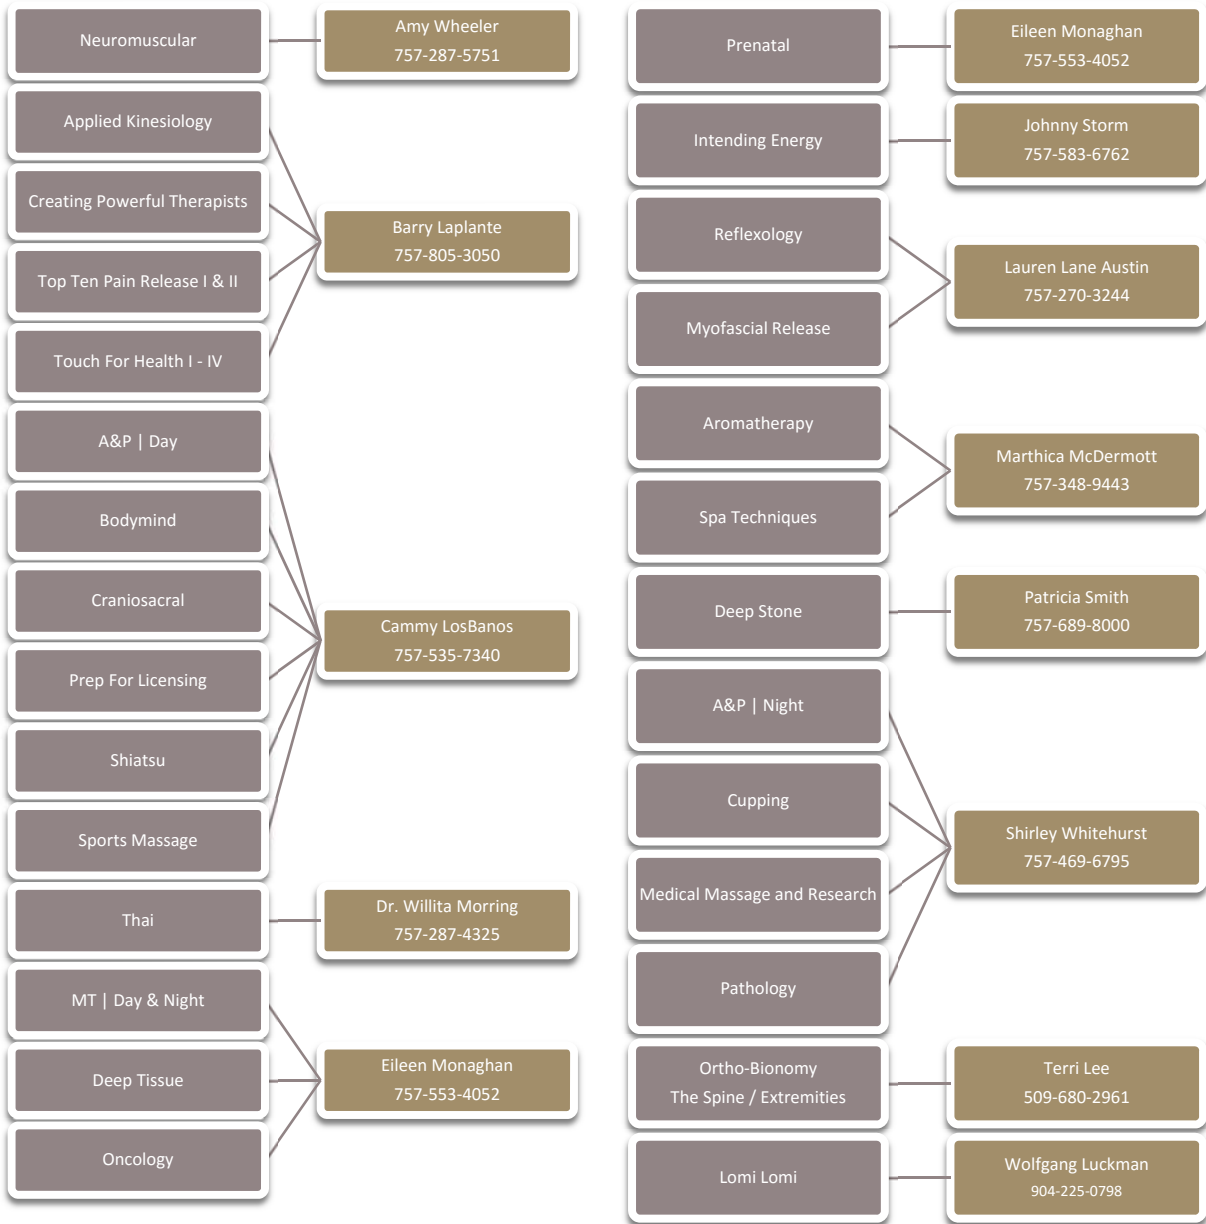 Neuromuscular
Amy Wheeler
757-287-5751
Applied Kinesiology
Creating Powerful Therapists
Top Ten Pain Release I & II
Touch For Health I - IV
Barry Laplante
757-805-3050
A&P | Day
Bodymind
Craniosacral
Prep For Licensing
Shiatsu
Sports Massage
Cammy LosBanos
757-535-7340
Thai
Dr. Willita Morring
757-287-4325
MT | Day & Night
Deep Tissue
Oncology
Eileen Monaghan
757-553-4052
Prenatal
Eileen Monaghan
757-553-4052
Intending Energy
Johnny Storm
757-583-6762
Reflexology
Myofascial Release
Lauren Lane Austin
757-270-3244
Aromatherapy
Spa Techniques
Marthica McDermott
757-348-9443
Deep Stone
Patricia Smith
757-689-8000
A&P | Night
Cupping
Medical Massage and Research
Pathology
Shirley Whitehurst
757-469-6795
Ortho-Bionomy
The Spine / Extremities
Terri Lee
509-680-2961
Lomi Lomi
Wolfgang Luckman
904-225-0798